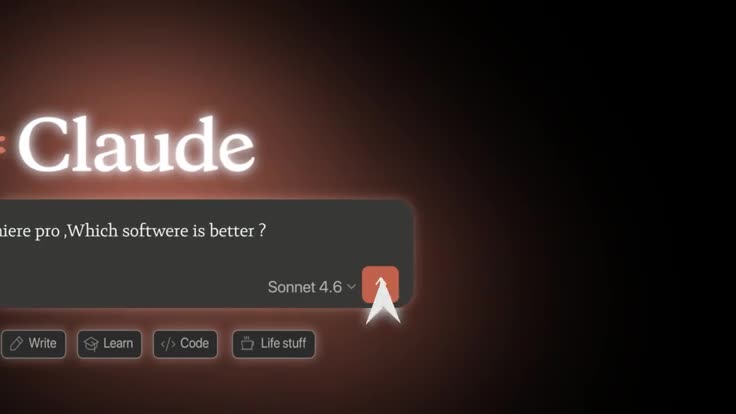 Claude
iere pro ,Which softwere is better ?
Sonnet 4.6
Write
Learn
</> Code
Life stuff